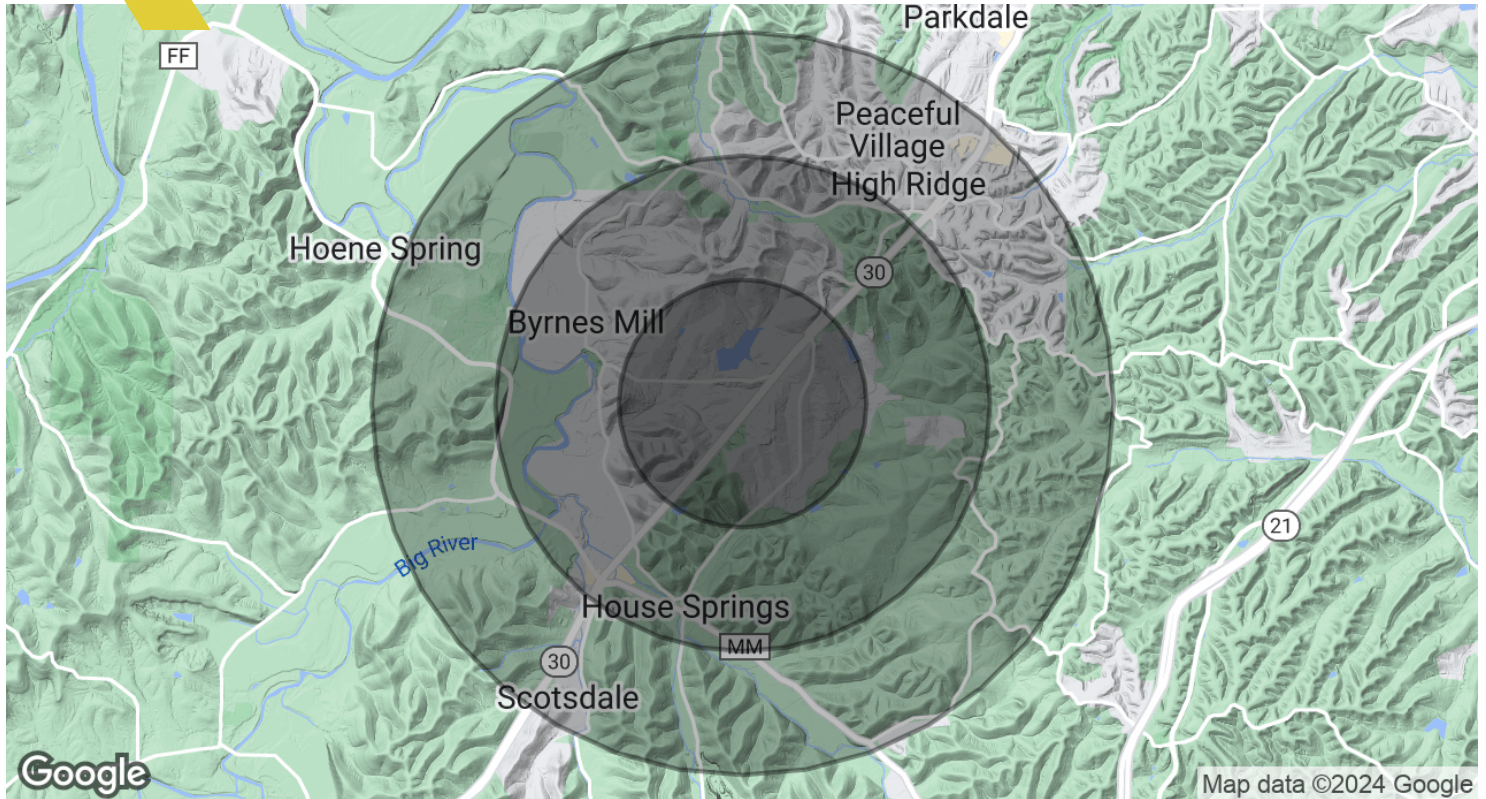 Parkdale
FF
Peaceful
Village
High Ridge
Hoene Spring
30
Byrnes Mill
21
Big River
House Springs
MM
30
Scotsdale
Google
Map data ©2024 Google